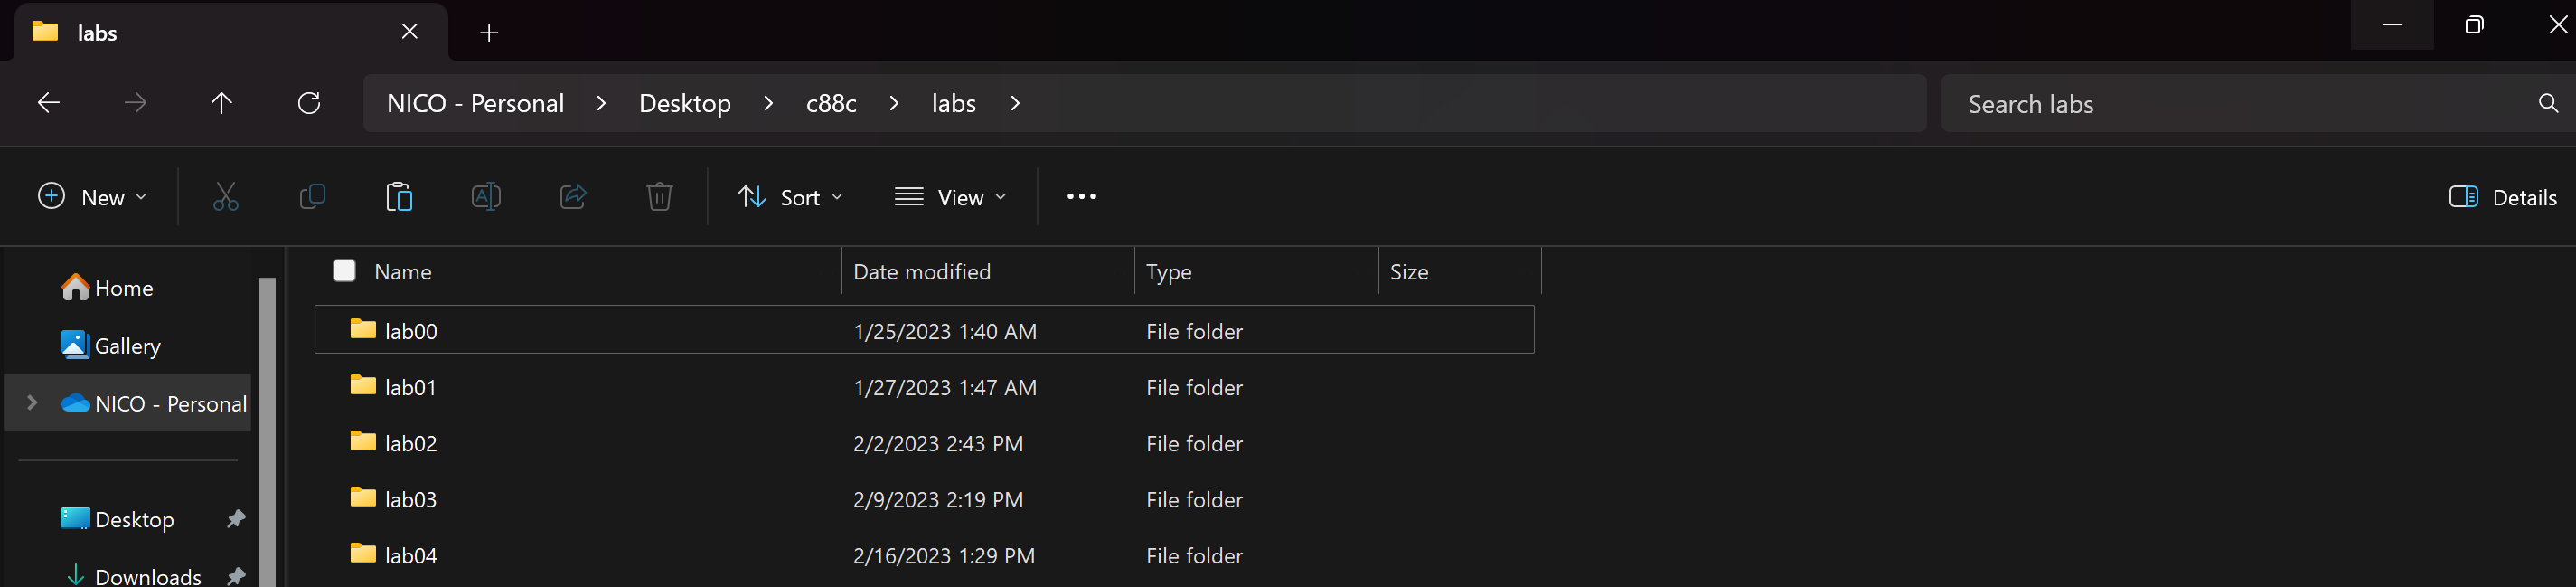 labs
NICO - Personal > Desktop > c88c > labs >
Search labs
New
Sort
View
Details
Home
Gallery
NICO - Personal
Desktop
Downloads
Name Date modified Type Size
lab00 1/25/2023 1:40 AM File folder
lab01 1/27/2023 1:47 AM File folder
lab02 2/2/2023 2:43 PM File folder
lab03 2/9/2023 2:19 PM File folder
lab04 2/16/2023 1:29 PM File folder